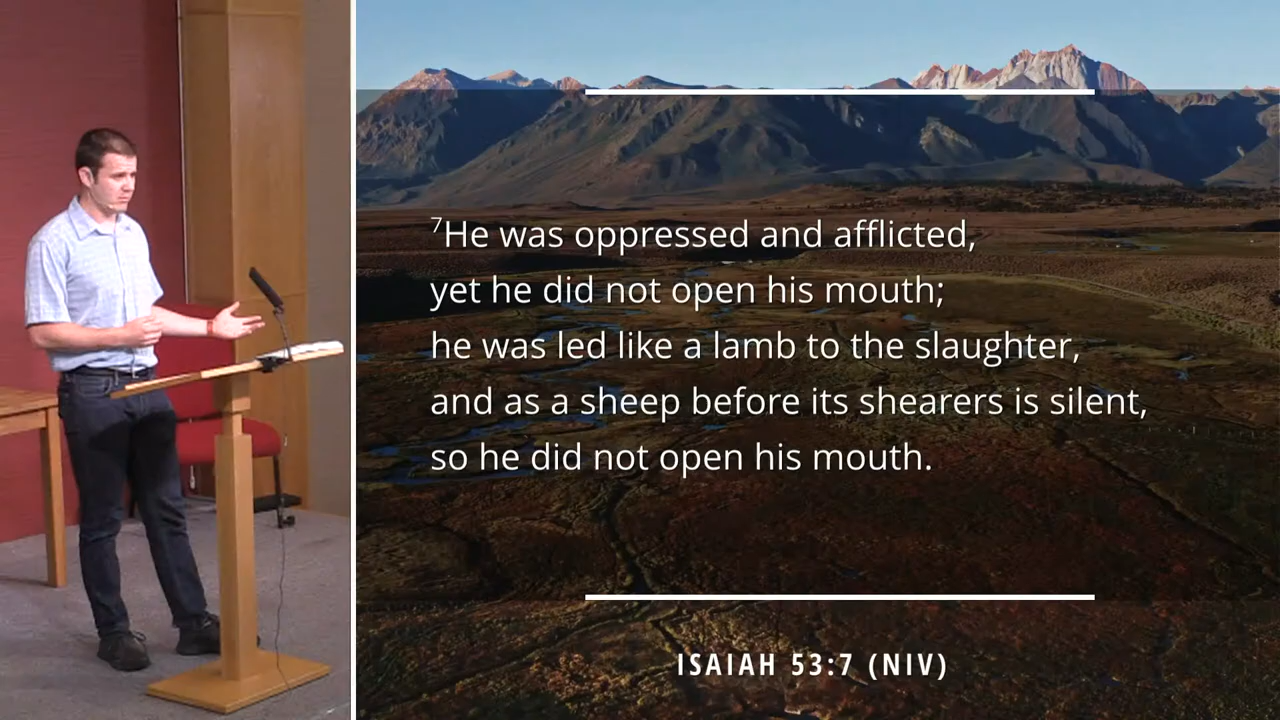 ⁷He was oppressed and afflicted,
yet he did not open his mouth;
he was led like a lamb to the slaughter,
and as a sheep before its shearers is silent,
so he did not open his mouth.
ISAIAH 53:7 (NIV)